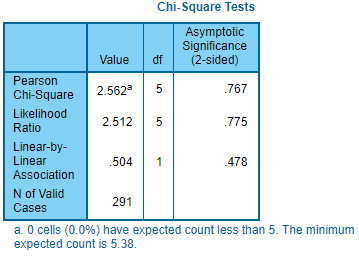 Chi-Square Tests
Value df Asymptotic Significance (2-sided)
Pearson Chi-Square 2.562a 5 .767
Likelihood Ratio 2.512 5 .775
Linear-by-Linear Association .504 1 .478
N of Valid Cases 291
a. 0 cells (0.0%) have expected count less than 5. The minimum
expected count is 5.38.